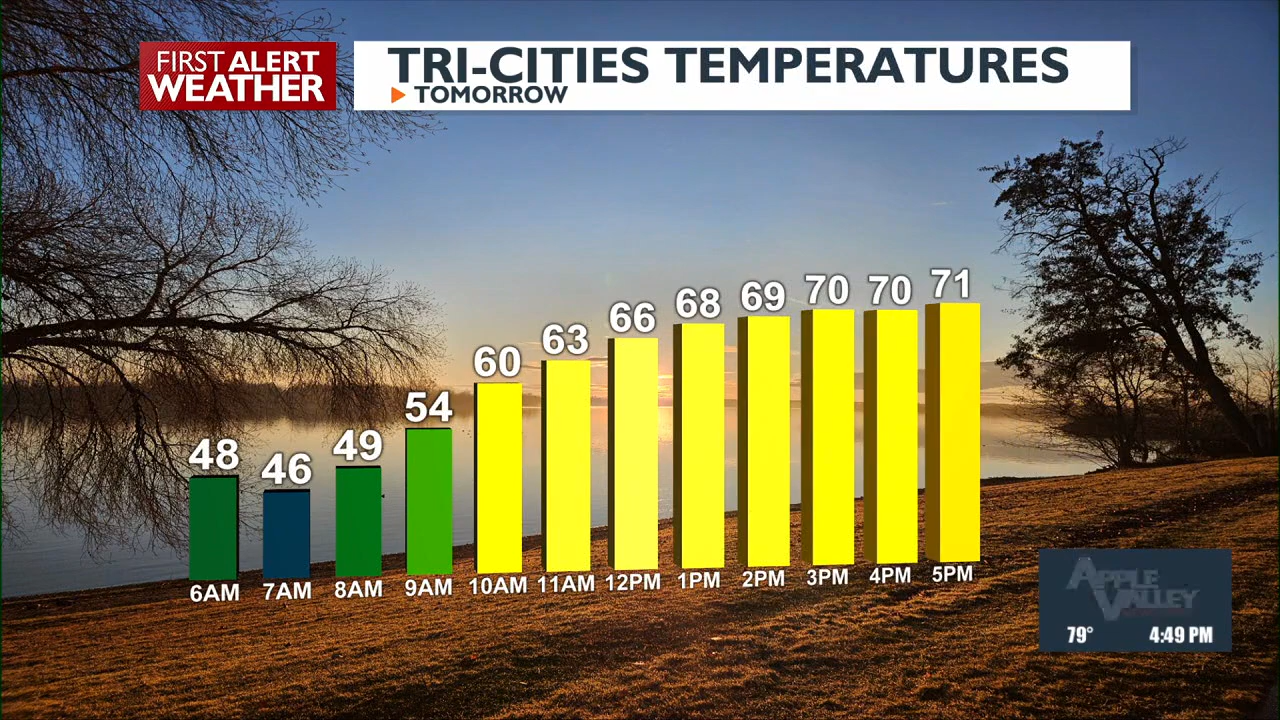 FIRST ALERT
WEATHER
TRI-CITIES TEMPERATURES
TOMORROW
48 46 49 54 60 63 66 68 69 70 70 71
6AM 7AM 8AM 9AM 10AM 11AM 12PM 1PM 2PM 3PM 4PM 5PM
APPLE
VALLEY
79° 4:49 PM